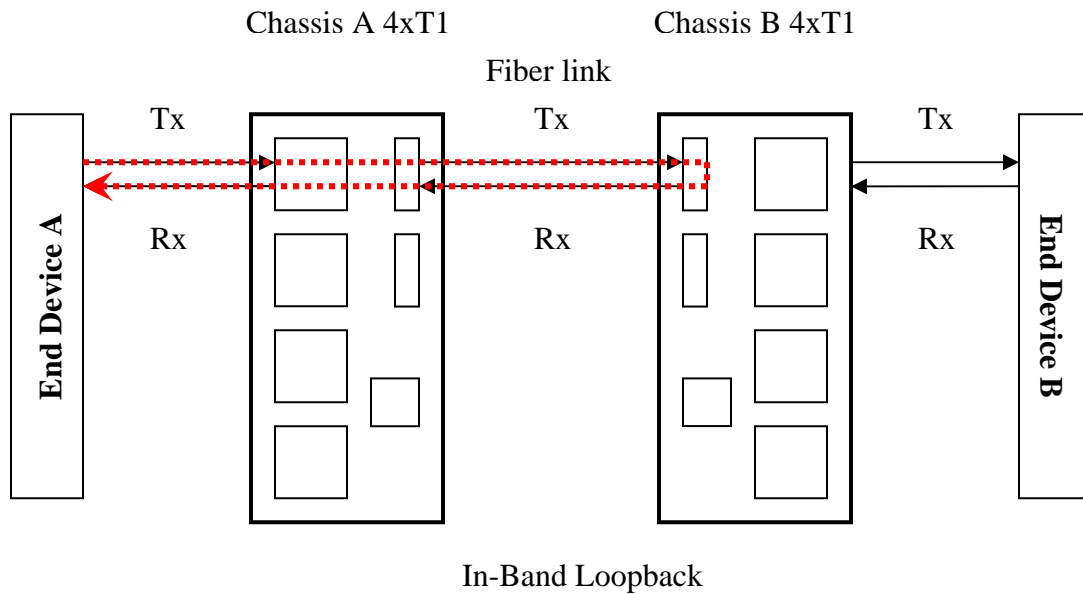 Chassis A 4xT1
Chassis B 4xT1
Fiber link
Tx
Tx
Tx
Rx
Rx
Rx
End Device A
End Device B
In-Band Loopback